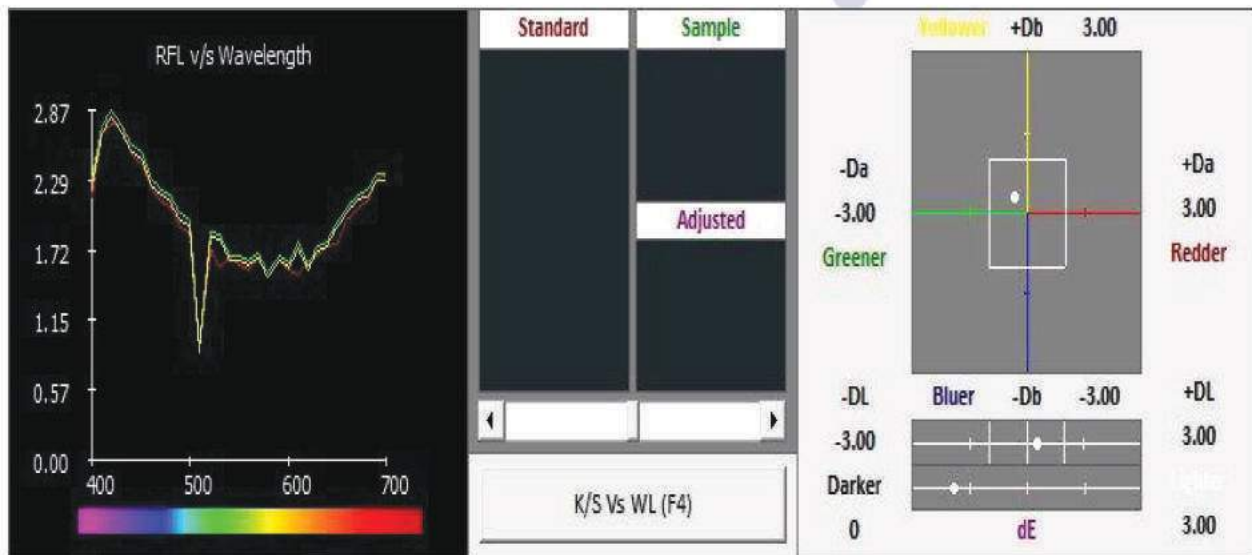 RFL v/s Wavelength
2.87
2.29
1.72
1.15
0.57
0.00
400 500 600 700
Standard Sample
Adjusted
K/S Vs WL (F4)
Yellower +Db 3.00
-Da +Da
-3.00 3.00
Greener Redder
-DL Bluer -Db -3.00 +DL
-3.00 3.00
Darker
0 dE 3.00